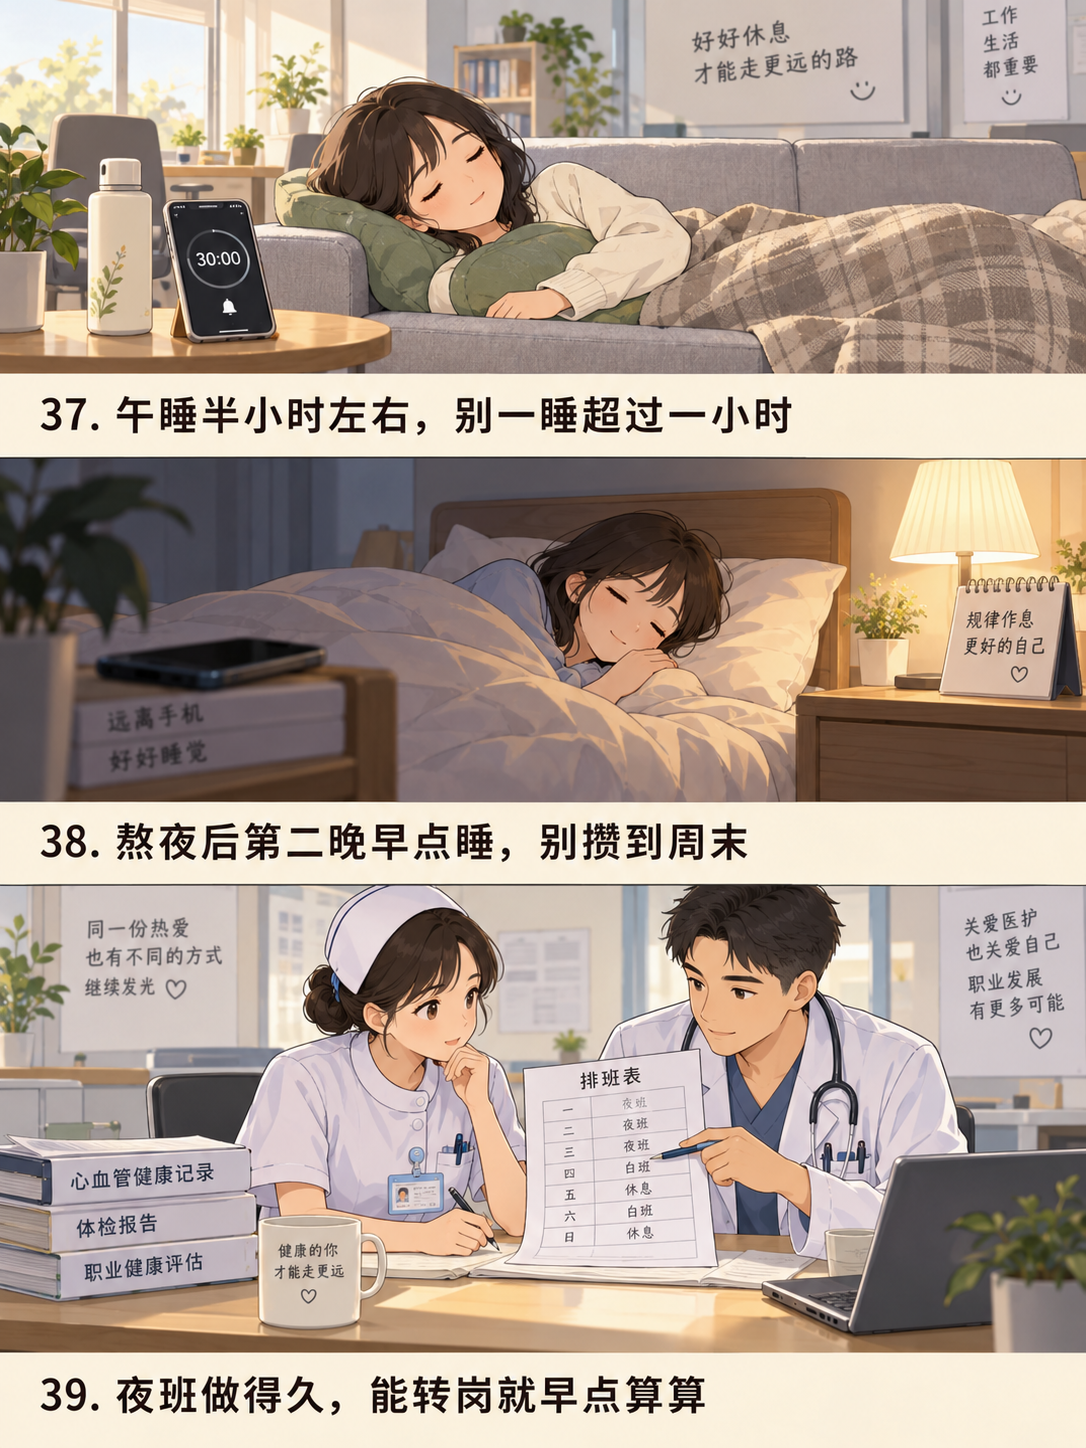 好好休息
才能走更远的路
工作
生活
都重要
30:00
37. 午睡半小时左右，别一睡超过一小时
规律作息
更好的自己
远离手机
好好睡觉
38. 熬夜后第二晚早点睡，别攒到周末
同一份热爱
也有不同的方式
继续发光
关爱医护
也关爱自己
职业发展
有更多可能
排班表
一 夜班
二 夜班
三 夜班
四 白班
五 休息
六 白班
日 休息
心血管健康记录
体检报告
职业健康评估
健康的你
才能走更远
39. 夜班做得久，能转岗就早点算算